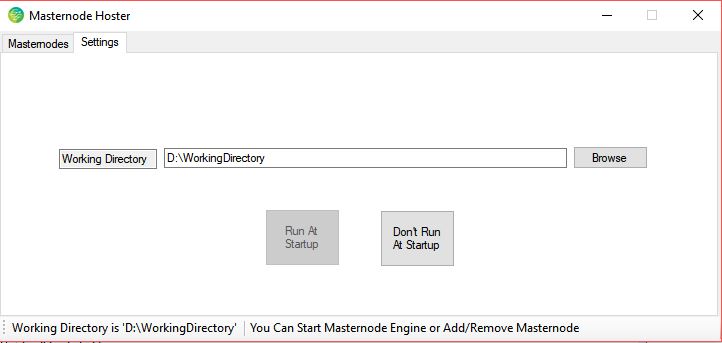 Masternode Hoster
Masternodes Settings
Working Directory D:\WorkingDirectory Browse
Run At
Startup
Don't Run
At Startup
Working Directory is 'D:\WorkingDirectory' You Can Start Masternode Engine or Add/Remove Masternode